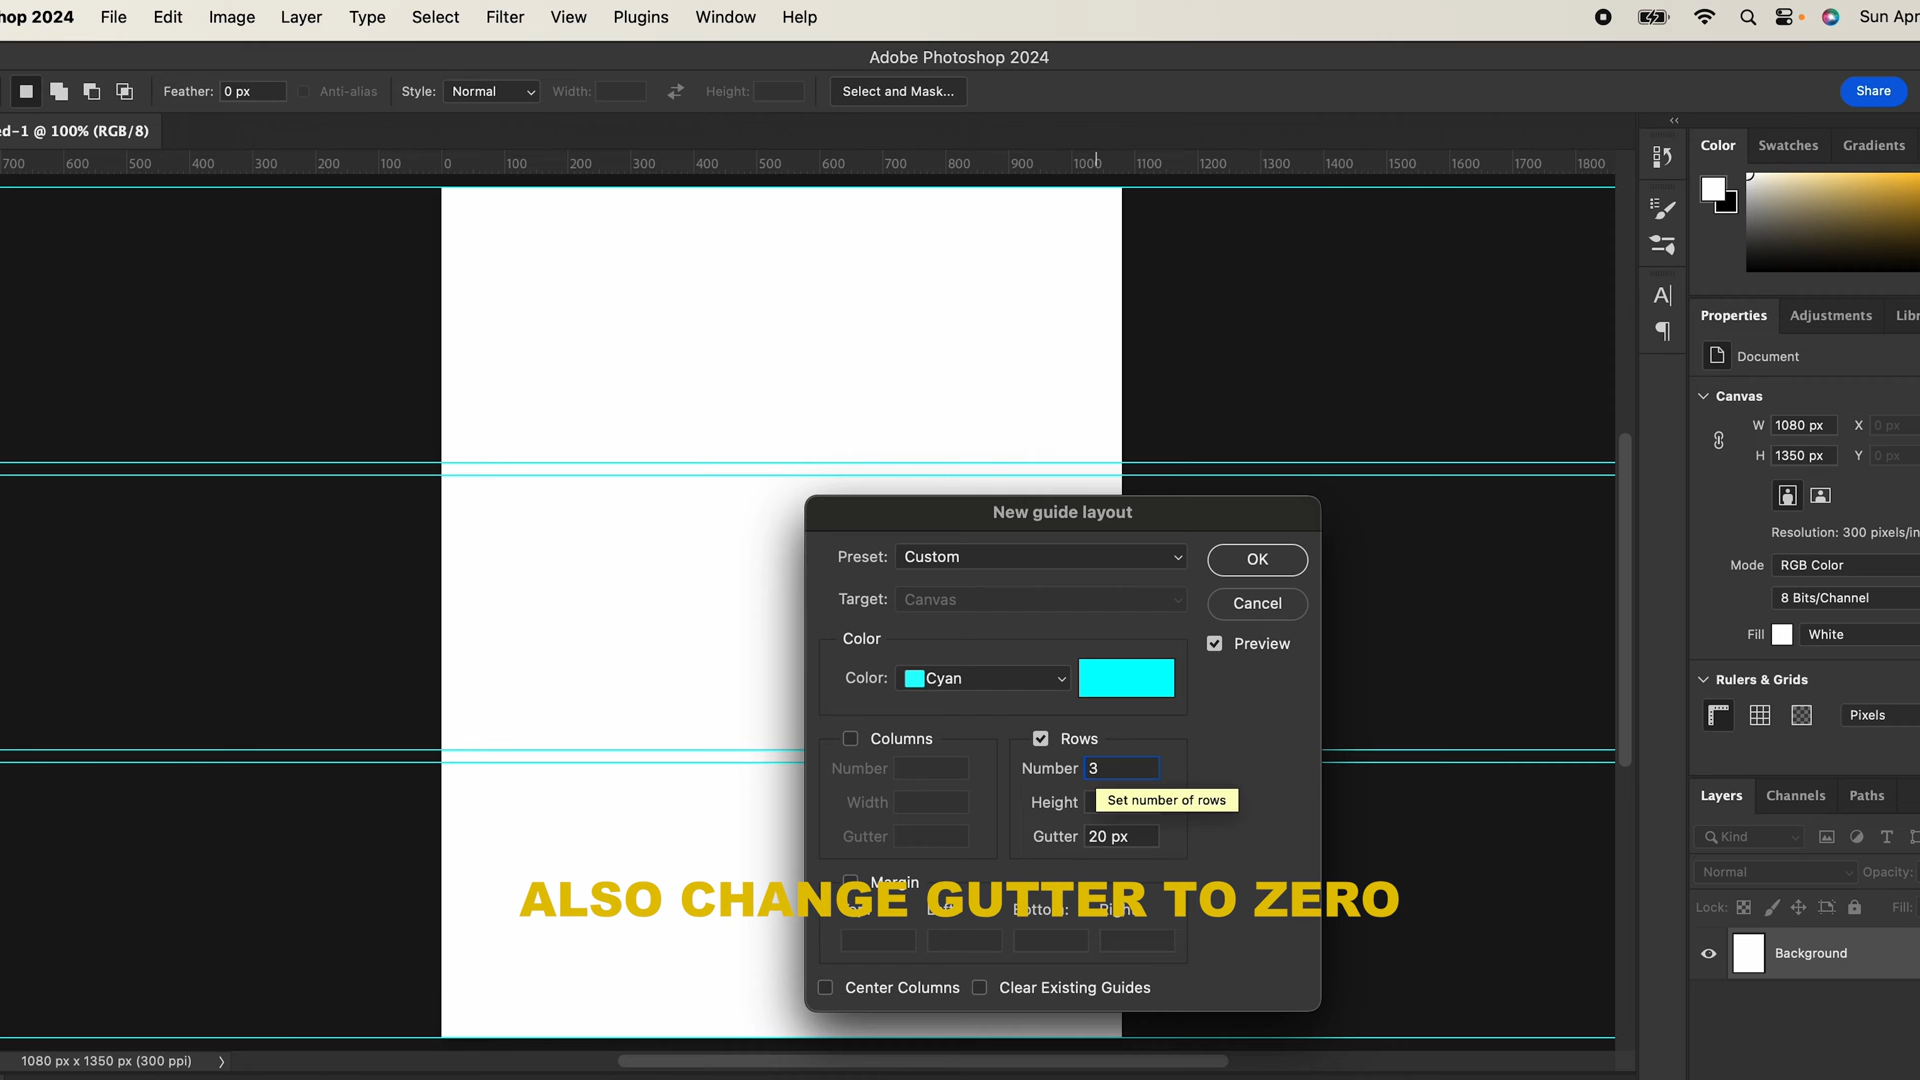 hop 2024 File Edit Image Layer Type Select Filter View Plugins Window Help Sun Apr
Adobe Photoshop 2024
Feather: 0 px Anti-alias Style: Normal Width: Height: Select and Mask... Share
ed-1 @ 100% (RGB/8)
700 600 500 400 300 200 100 0 100 200 300 400 500 600 700 800 900 1000 1100 1200 1300 1400 1500 1600 1700 1800
Color Swatches Gradients
Properties Adjustments Libr
Document
Canvas
W 1080 px X 0 px
H 1350 px Y 0 px
Resolution: 300 pixels/in
Mode RGB Color
8 Bits/Channel
Fill White
Rulers & Grids
Pixels
Layers Channels Paths
Kind
Normal Opacity:
Lock: Fill:
Background
New guide layout
Preset: Custom OK
Target: Canvas Cancel
Color Preview
Color: Cyan
Columns Rows
Number Number 3
Width Height
Set number of rows
Gutter Gutter 20 px
Margin
ALSO CHANGE GUTTER TO ZERO
Bottom:
Center Columns Clear Existing Guides
1080 px x 1350 px (300 ppi)